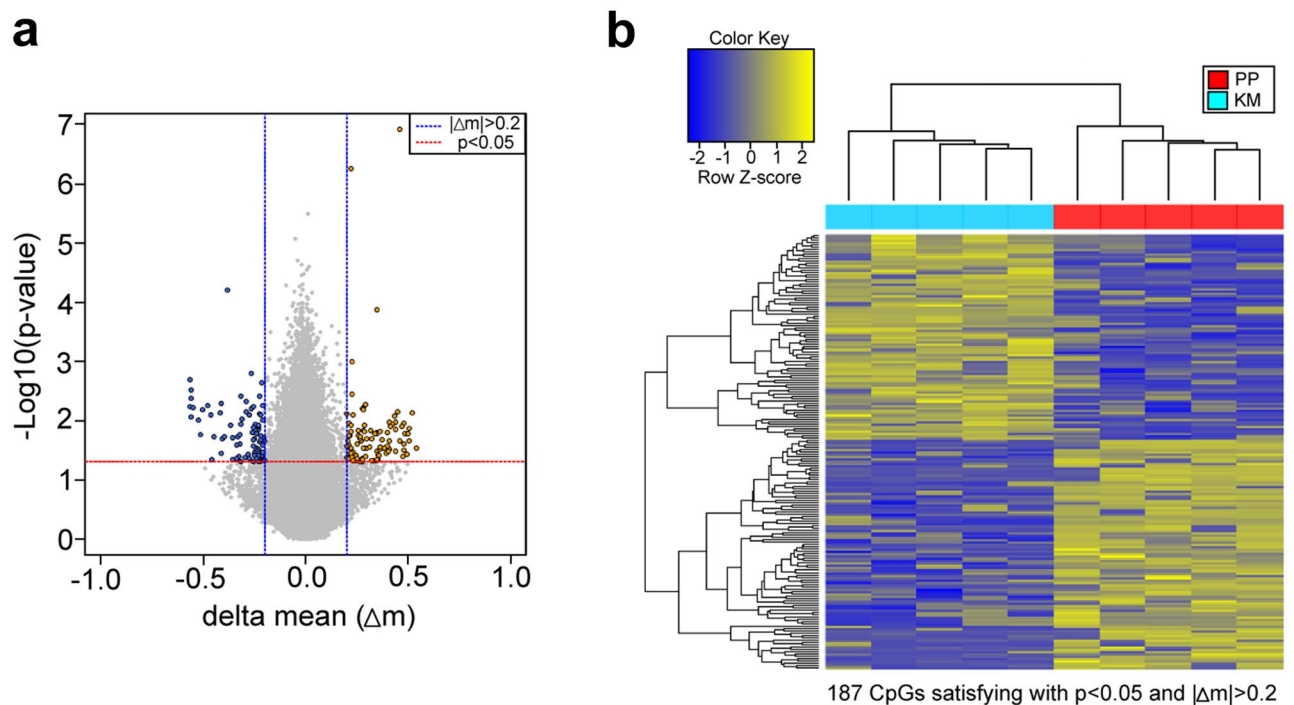 a
7
6
5
4
3
2
1
0
-Log10(p-value)
-1.0 -0.5 0.0 0.5 1.0
delta mean (Δm)
|Δm|>0.2
p<0.05
b
Color Key
-2 -1 0 1 2
Row Z-score
PP
KM
187 CpGs satisfying with p<0.05 and |Δm|>0.2